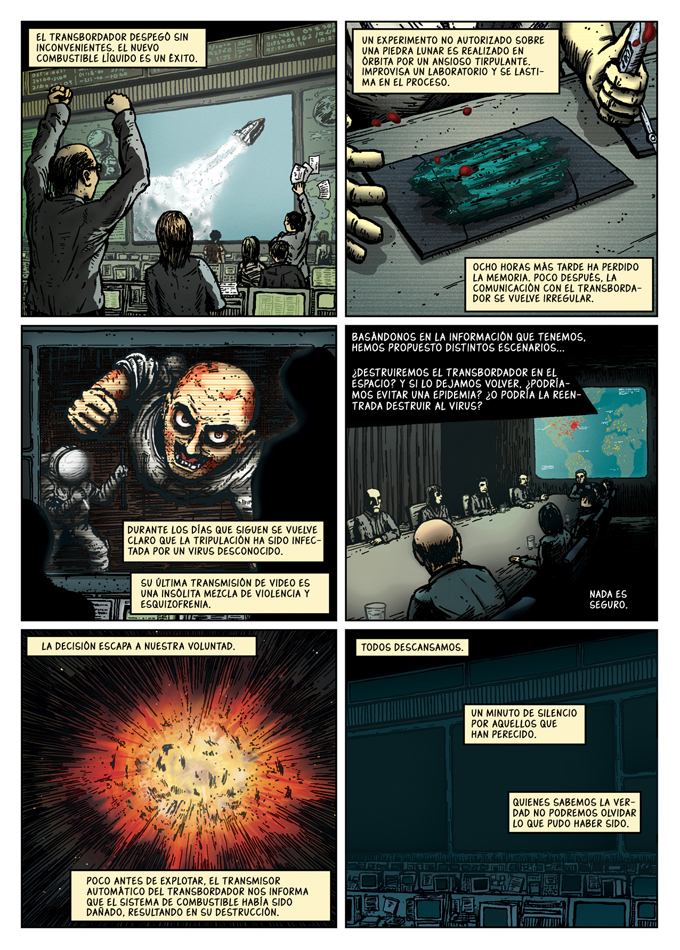 EL TRANSBORDADOR DESPEGÓ SIN
INCONVENIENTES. EL NUEVO
COMBUSTIBLE LÍQUIDO ES UN ÉXITO.
UN EXPERIMENTO NO AUTORIZADO SOBRE
UNA PIEDRA LUNAR ES REALIZADO EN
ÓRBITA POR UN ANSIOSO TIRPULANTE.
IMPROVISA UN LABORATORIO Y SE LASTI-
MA EN EL PROCESO.
OCHO HORAS MÁS TARDE HA PERDIDO
LA MEMORIA. POCO DESPUÉS, LA
COMUNICACIÓN CON EL TRANSBORDA-
DOR SE VUELVE IRREGULAR.
DURANTE LOS DÍAS QUE SIGUEN SE VUELVE
CLARO QUE LA TRIPULACIÓN HA SIDO INFEC-
TADA POR UN VIRUS DESCONOCIDO.
SU ÚLTIMA TRANSMISIÓN DE VIDEO ES
UNA INSÓLITA MEZCLA DE VIOLENCIA Y
ESQUIZOFRENIA.
BASÁNDONOS EN LA INFORMACIÓN QUE TENEMOS,
HEMOS PROPUESTO DISTINTOS ESCENARIOS...
¿DESTRUIREMOS EL TRANSBORDADOR EN EL
ESPACIO? Y SI LO DEJAMOS VOLVER, ¿PODRÍA-
MOS EVITAR UNA EPIDEMIA? ¿O PODRÍA LA REEN-
TRADA DESTRUIR AL VIRUS?
NADA ES
SEGURO.
LA DECISIÓN ESCAPA A NUESTRA VOLUNTAD.
POCO ANTES DE EXPLOTAR, EL TRANSMISOR
AUTOMÁTICO DEL TRANSBORDADOR NOS INFORMA
QUE EL SISTEMA DE COMBUSTIBLE HABÍA SIDO
DAÑADO, RESULTANDO EN SU DESTRUCCIÓN.
TODOS DESCANSAMOS.
UN MINUTO DE SILENCIO
POR AQUELLOS QUE
HAN PERECIDO.
QUIENES SABEMOS LA VER-
DAD NO PODREMOS OLVIDAR
LO QUE PUDO HABER SIDO.